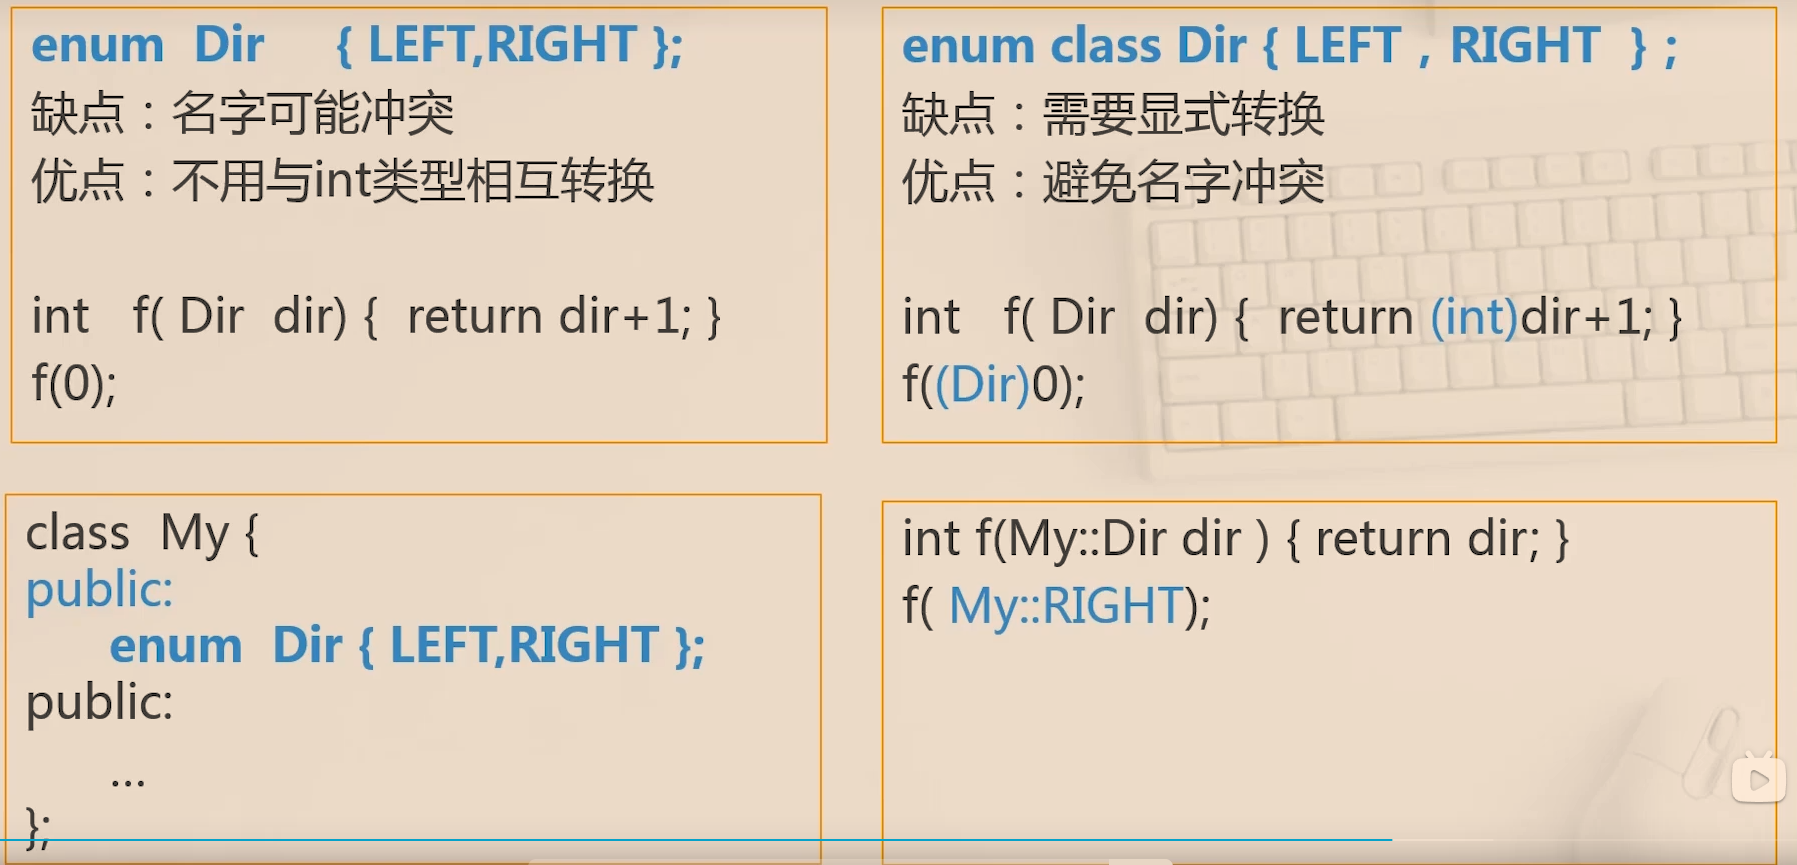 enum Dir { LEFT,RIGHT };
缺点：名字可能冲突
优点：不用与int类型相互转换
int f( Dir dir) { return dir+1; }
f(0);
enum class Dir { LEFT , RIGHT } ;
缺点：需要显式转换
优点：避免名字冲突
int f( Dir dir) { return (int)dir+1; }
f((Dir)0);
class My {
public:
enum Dir { LEFT,RIGHT };
public:
...
};
int f(My::Dir dir ) { return dir; }
f( My::RIGHT);